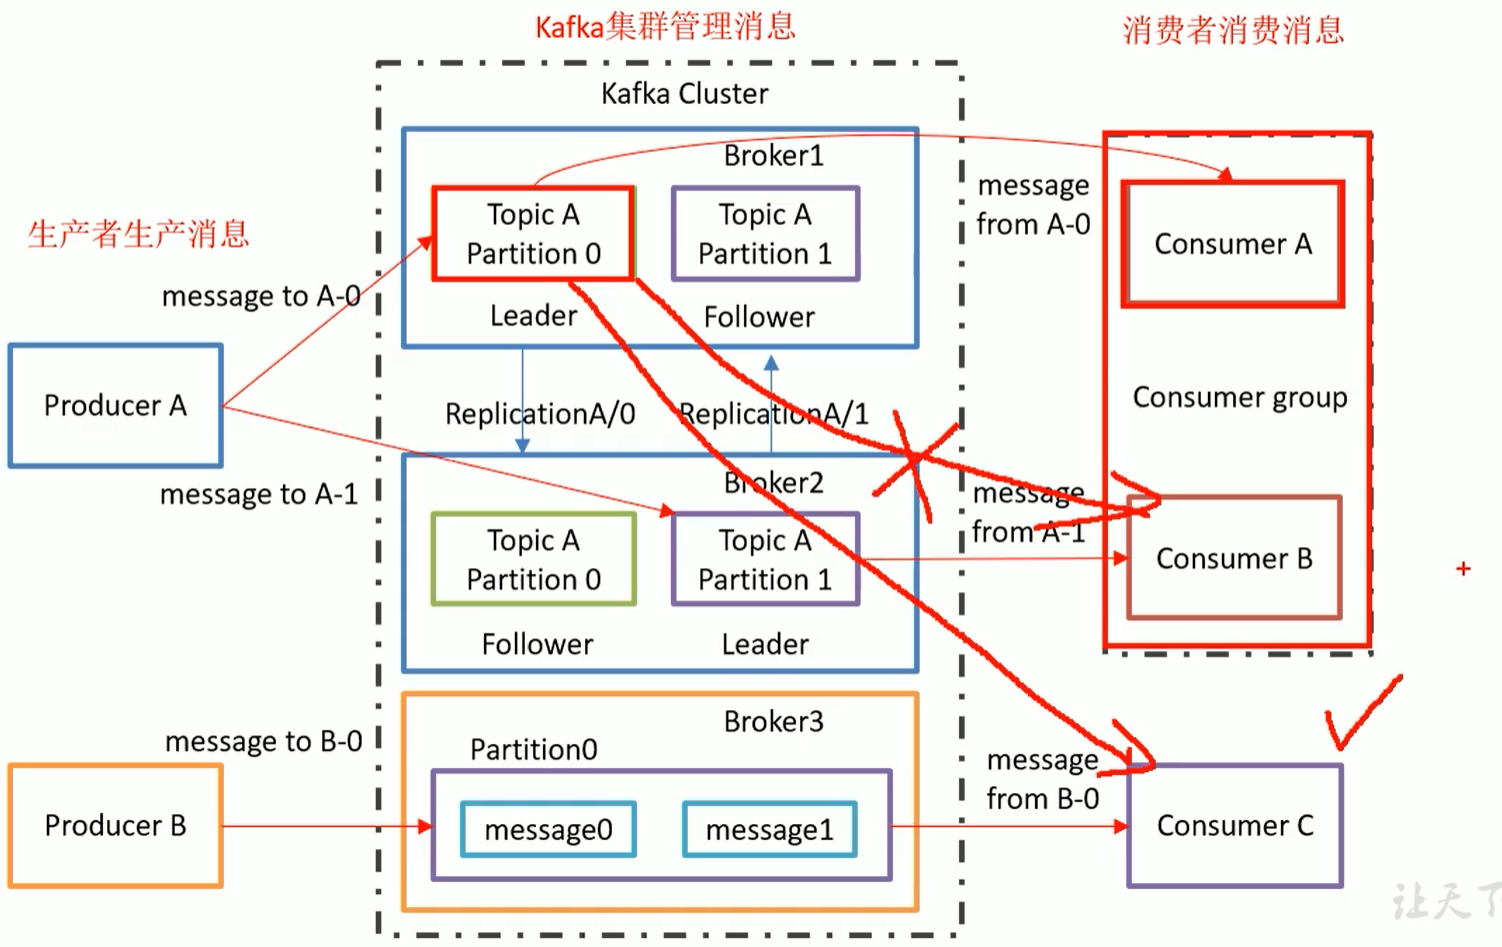 Kafka集群管理消息
消费者消费消息
Kafka Cluster
Broker1
Topic A
Partition 0
Topic A
Partition 1
message
from A-0
Consumer A
生产者生产消息
message to A-0
Leader
Follower
Producer A
ReplicationA/0
ReplicationA/1
Consumer group
message to A-1
Broker2
message
from A-1
Topic A
Partition 0
Topic A
Partition 1
Consumer B
Follower
Leader
message to B-0
Broker3
Partition0
message
from B-0
Producer B
message0
message1
Consumer C
让天下